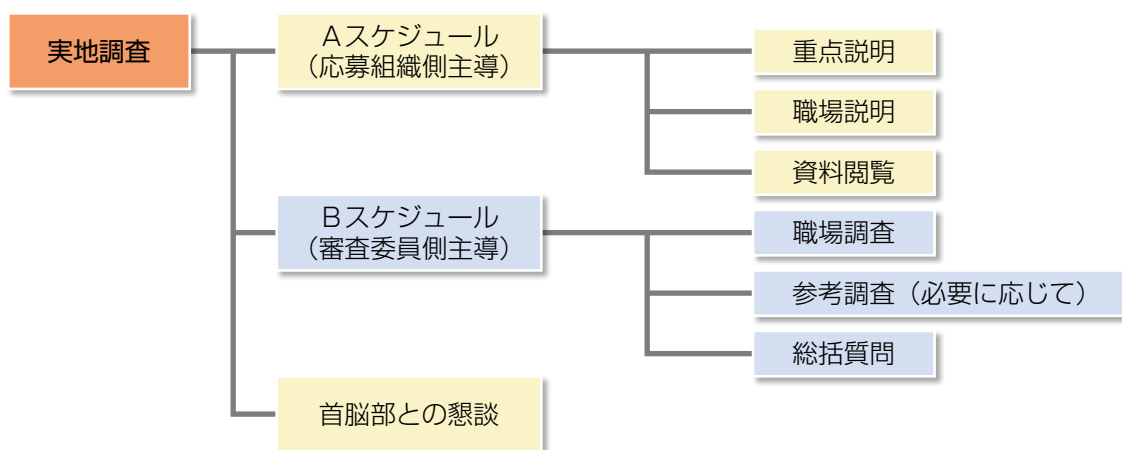 実地調査
Aスケジュール
（応募組織側主導）
重点説明
職場説明
資料閲覧
Bスケジュール
（審査委員側主導）
職場調査
参考調査（必要に応じて）
総括質問
首脳部との懇談